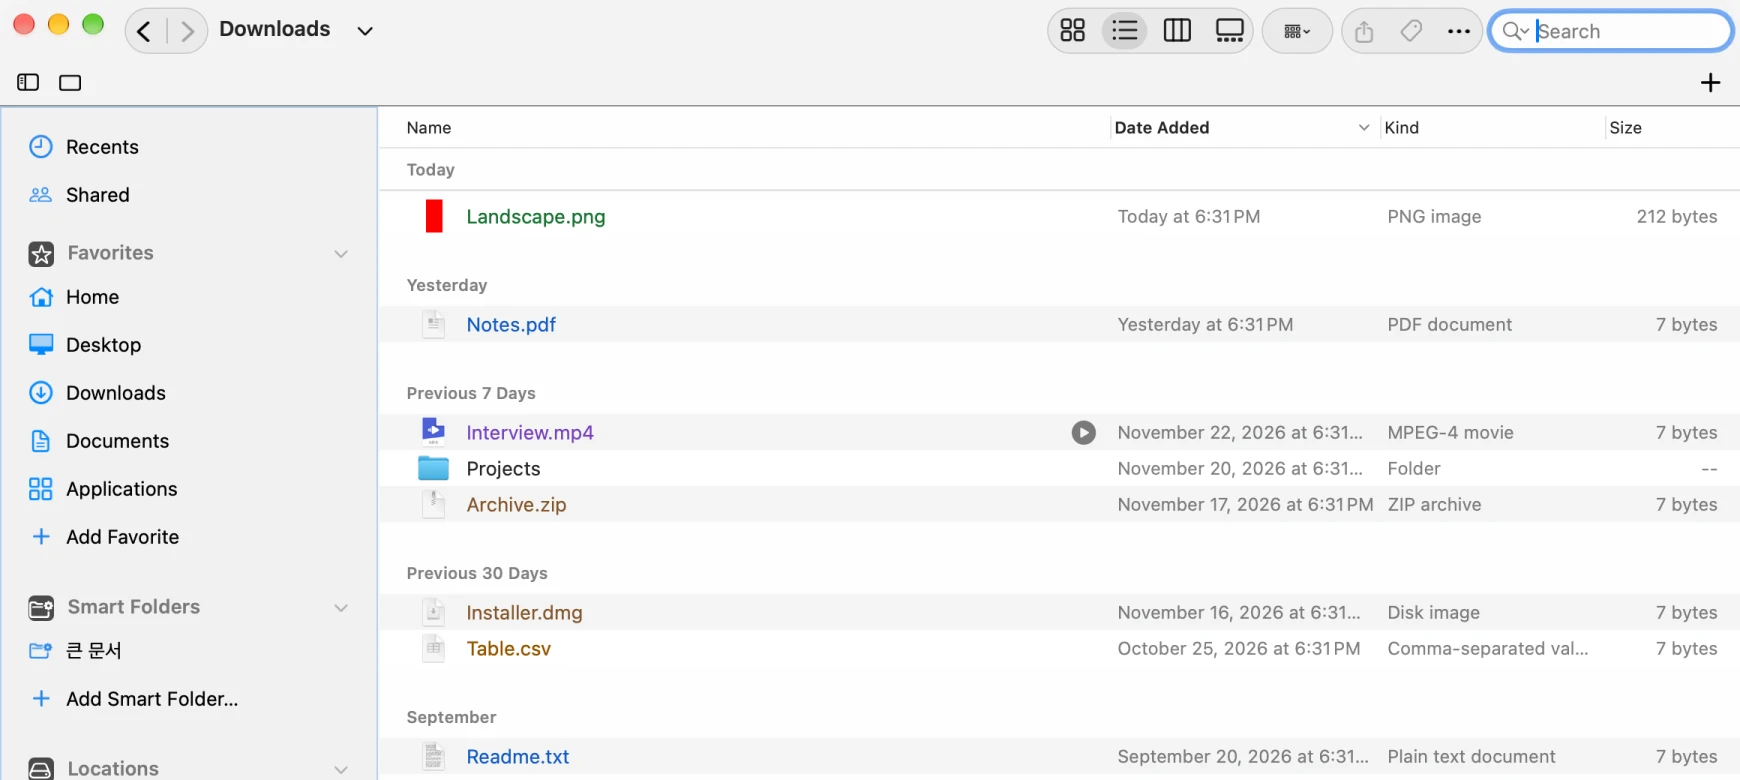 Downloads
Search
Recents
Shared
Favorites
Home
Desktop
Downloads
Documents
Applications
Add Favorite
Smart Folders
큰 문서
Add Smart Folder...
Locations
Name Date Added Kind Size
Today
Landscape.png Today at 6:31 PM PNG image 212 bytes
Yesterday
Notes.pdf Yesterday at 6:31 PM PDF document 7 bytes
Previous 7 Days
Interview.mp4 November 22, 2026 at 6:31... MPEG-4 movie 7 bytes
Projects November 20, 2026 at 6:31... Folder --
Archive.zip November 17, 2026 at 6:31 PM ZIP archive 7 bytes
Previous 30 Days
Installer.dmg November 16, 2026 at 6:31... Disk image 7 bytes
Table.csv October 25, 2026 at 6:31 PM Comma-separated val... 7 bytes
September
Readme.txt September 20, 2026 at 6:31... Plain text document 7 bytes